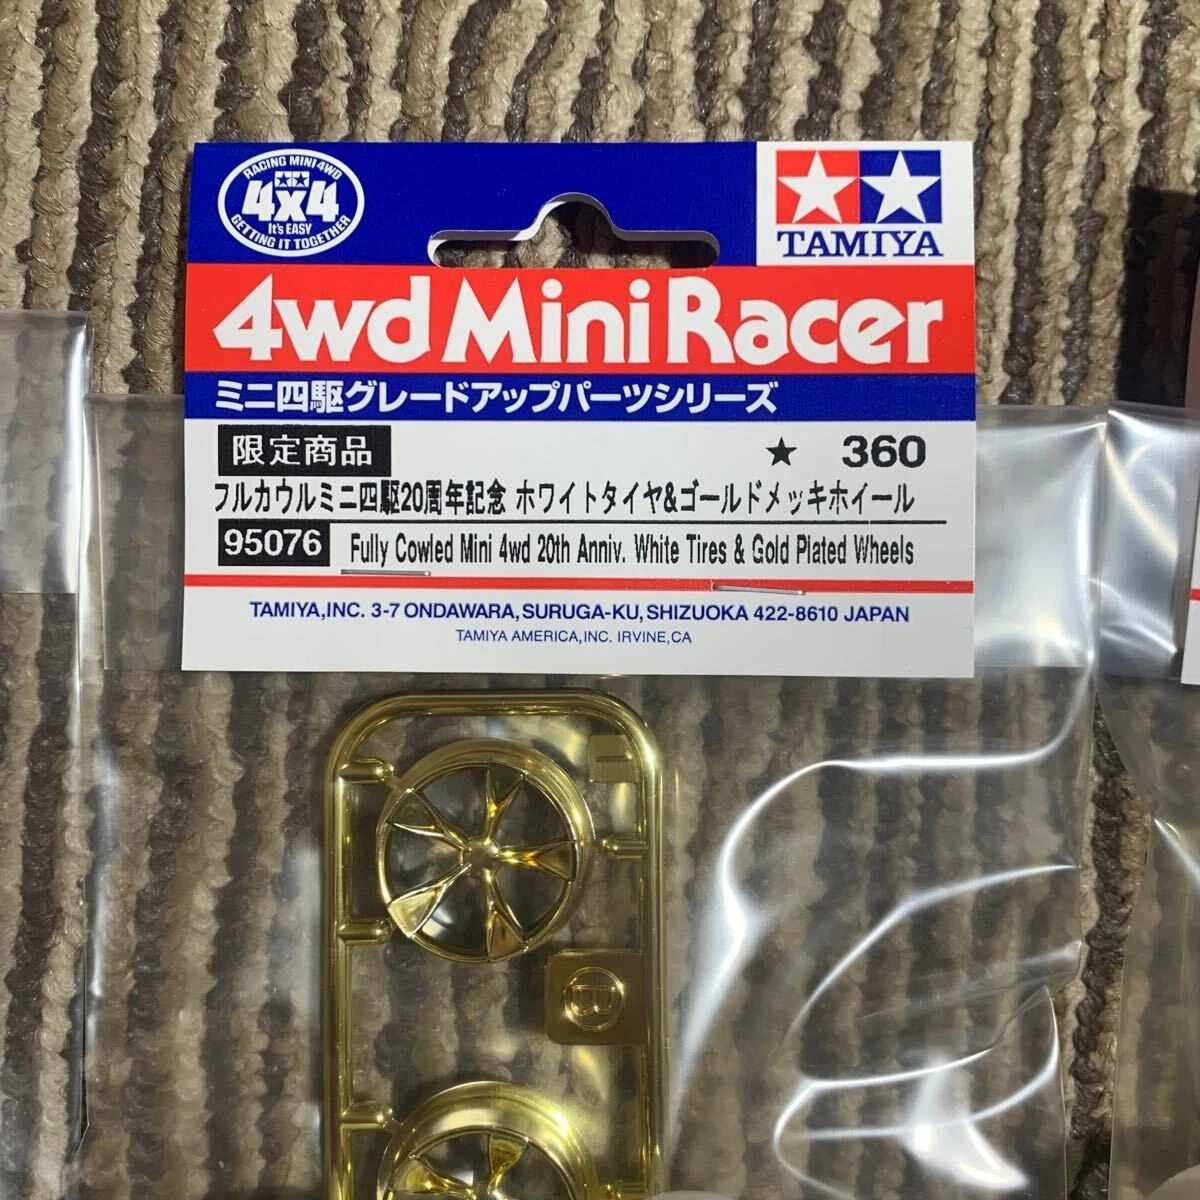 RACING MINI 4WD
4x4
It's EASY
GETTING IT TOGETHER
TAMIYA
4wd Mini Racer
ミニ四駆グレードアップパーツシリーズ
限定商品 ★ 360
フルカウルミニ四駆20周年記念 ホワイトタイヤ&ゴールドメッキホイール
95076 Fully Cowled Mini 4wd 20th Anniv. White Tires & Gold Plated Wheels
TAMIYA,INC. 3-7 ONDAWARA,SURUGA-KU,SHIZUOKA 422-8610 JAPAN
TAMIYA AMERICA,INC. IRVINE,CA
B